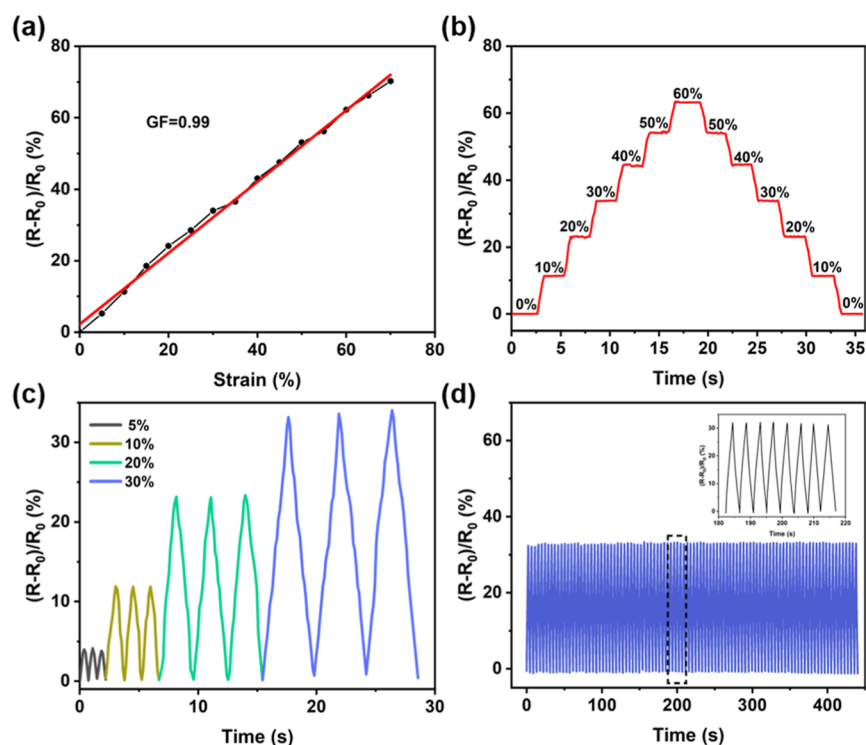 (a)
80
60
40
20
0
(R-R₀)/R₀ (%)
GF=0.99
0 20 40 60 80
Strain (%)
(b)
80
60
40
20
0
(R-R₀)/R₀ (%)
0% 10% 20% 30% 40% 50% 60% 50% 40% 30% 20% 10% 0%
0 5 10 15 20 25 30 35
Time (s)
(c)
30
20
10
0
(R-R₀)/R₀ (%)
5%
10%
20%
30%
0 10 20 30
Time (s)
(d)
60
40
20
0
(R-R₀)/R₀ (%)
30
20
10
0
(R-R₀)/R₀ (%)
180 190 200 210 220
Time (s)
0 100 200 300 400
Time (s)